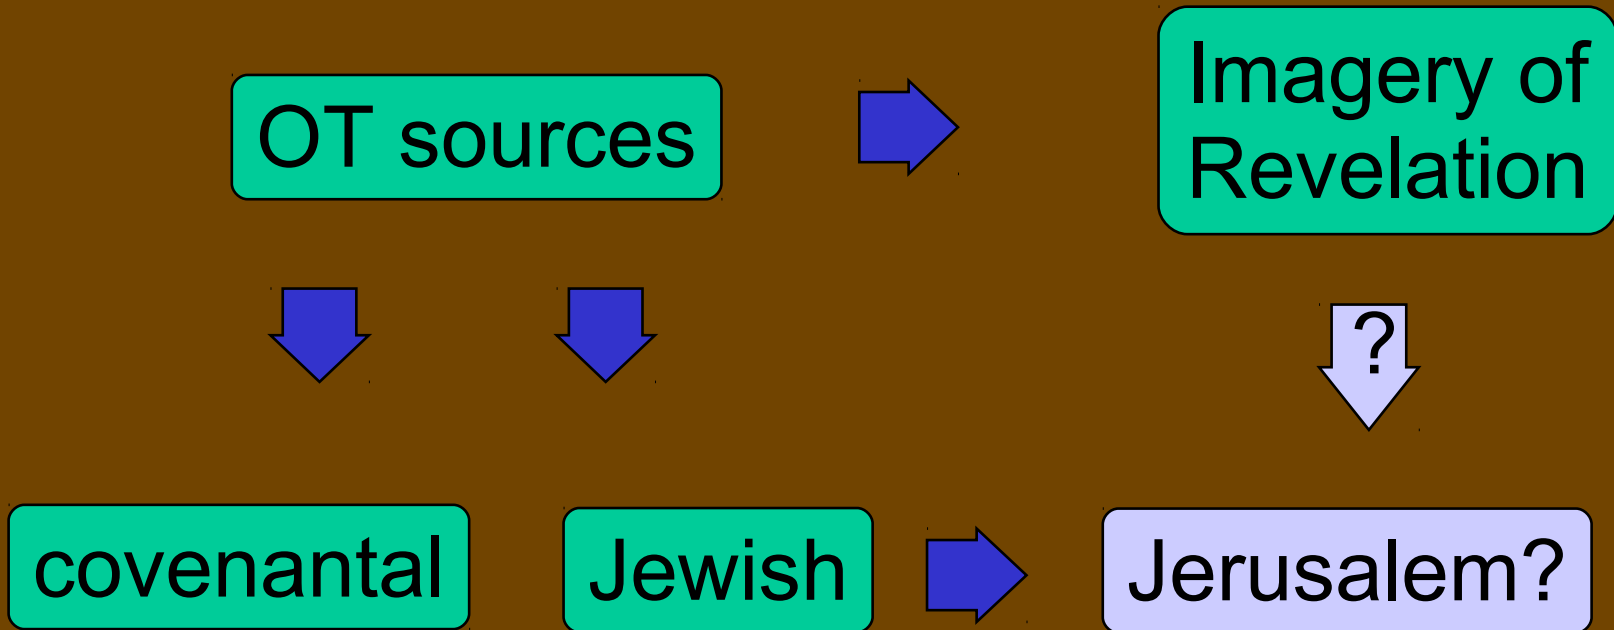 OT sources
Imagery of
Revelation
?
covenantal
Jewish
Jerusalem?